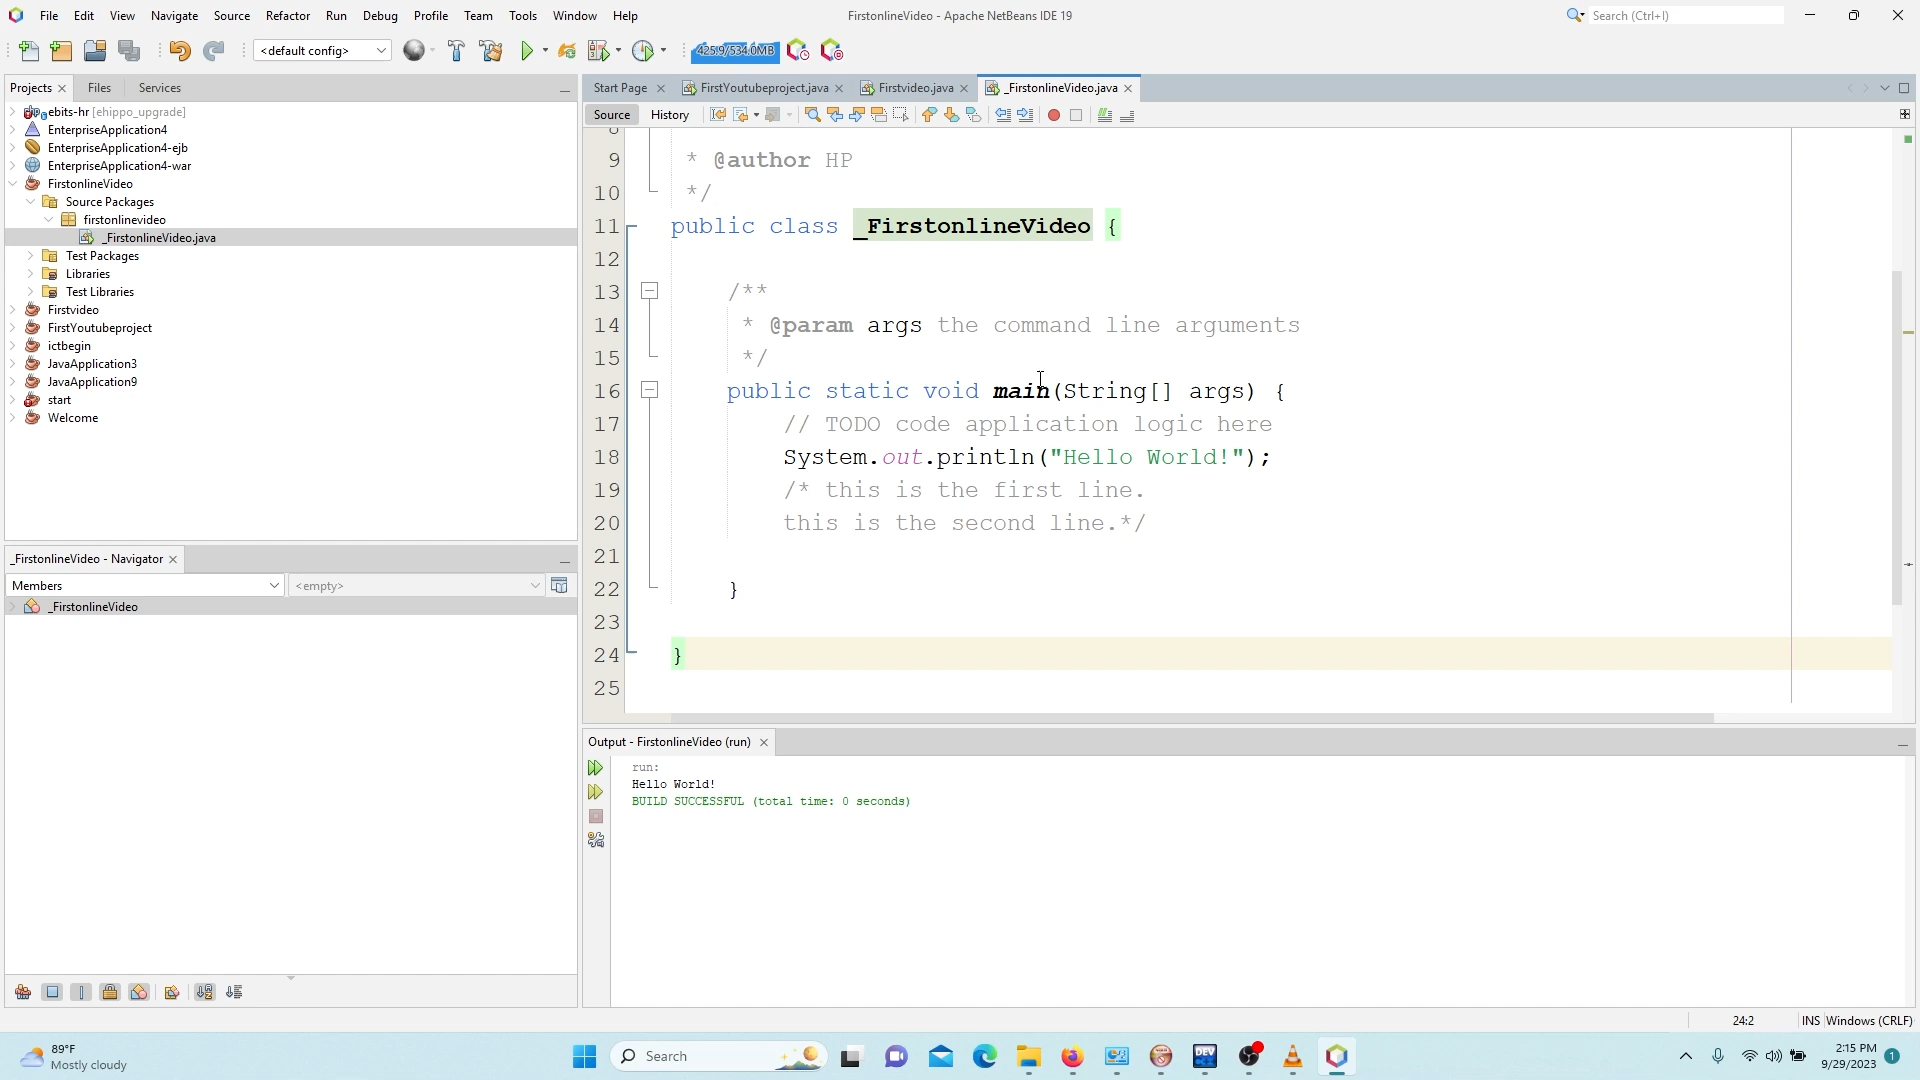 File Edit View Navigate Source Refactor Run Debug Profile Team Tools Window Help
FirstonlineVideo - Apache NetBeans IDE 19
Search (Ctrl+I)
<default config>
425.9/534.0MB
Projects
Files
Services
ebits-hr [ehippo_upgrade]
EnterpriseApplication4
EnterpriseApplication4-ejb
EnterpriseApplication4-war
FirstonlineVideo
Source Packages
firstonlinevideo
_FirstonlineVideo.java
Test Packages
Libraries
Test Libraries
Firstvideo
FirstYoutubeproject
ictbegin
JavaApplication3
JavaApplication9
start
Welcome
_FirstonlineVideo - Navigator
Members
<empty>
_FirstonlineVideo
Start Page
FirstYoutubeproject.java
Firstvideo.java
_FirstonlineVideo.java
Source
History
9 * @author HP
10 */
11 public class _FirstonlineVideo {
12
13 /**
14 * @param args the command line arguments
15 */
16 public static void main(String[] args) {
17 // TODO code application logic here
18 System.out.println("Hello World!");
19 /* this is the first line.
20 this is the second line.*/
21
22 }
23
24 }
25
Output - FirstonlineVideo (run)
run:
Hello World!
BUILD SUCCESSFUL (total time: 0 seconds)
24:2
INS
Windows (CRLF)
89°F
Mostly cloudy
Search
DEV
2:15 PM
9/29/2023
1